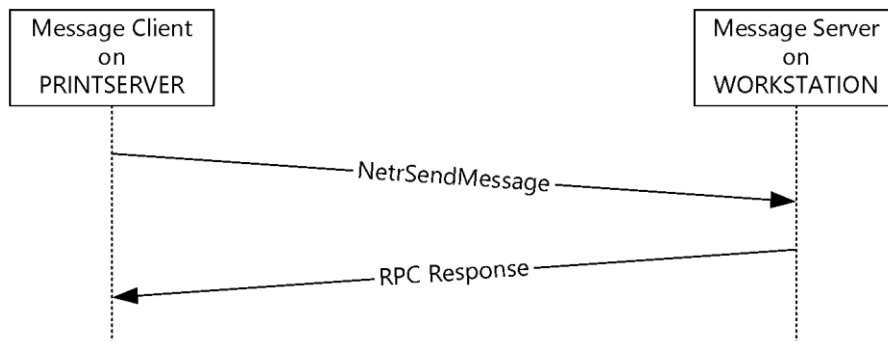 Message Client
on
PRINTSERVER
Message Server
on
WORKSTATION
NetrSendMessage
RPC Response